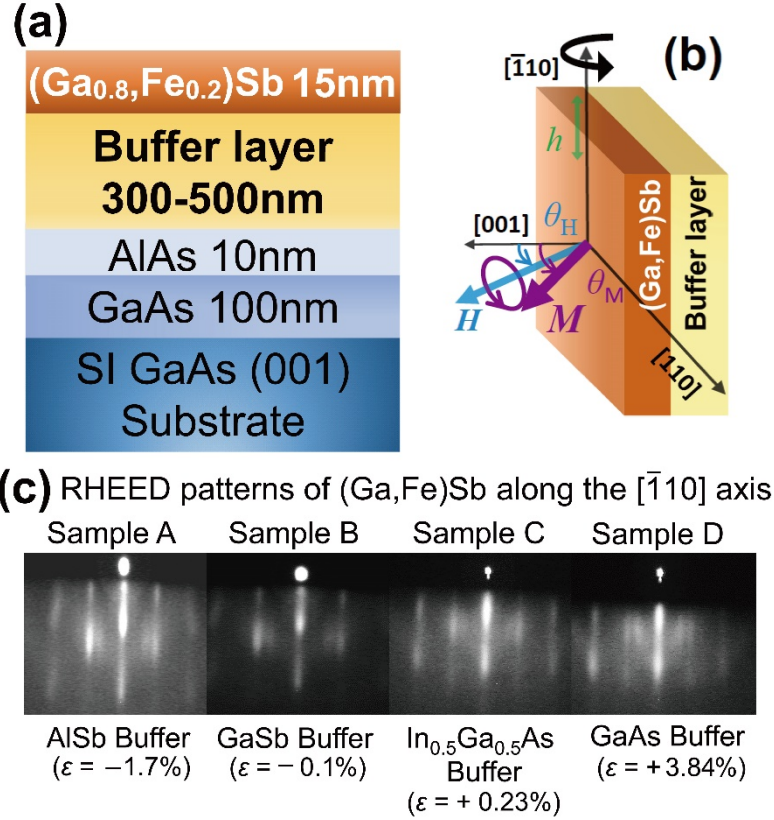 (a)
(Ga₀.₈,Fe₀.₂)Sb 15nm
Buffer layer
300-500nm
AlAs 10nm
GaAs 100nm
SI GaAs (001)
Substrate
(b)
[1̄10]
h
[001]
θH
θM
H
M
(Ga,Fe)Sb
Buffer layer
[110]
(c) RHEED patterns of (Ga,Fe)Sb along the [1̄10] axis
Sample A
Sample B
Sample C
Sample D
AlSb Buffer
(ε = −1.7%)
GaSb Buffer
(ε = − 0.1%)
In₀.₅Ga₀.₅As
Buffer
(ε = + 0.23%)
GaAs Buffer
(ε = +3.84%)